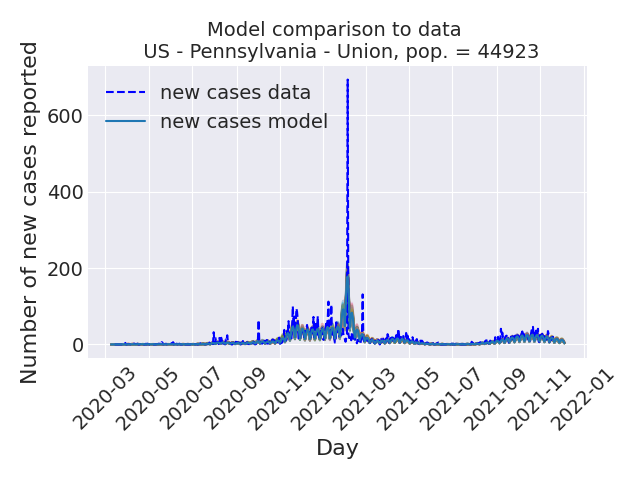 Model comparison to data
US - Pennsylvania - Union, pop. = 44923
Number of new cases reported
new cases data
new cases model
600
400
200
0
2020-03
2020-05
2020-07
2020-09
2020-11
2021-01
2021-03
2021-05
2021-07
2021-09
2021-11
2022-01
Day